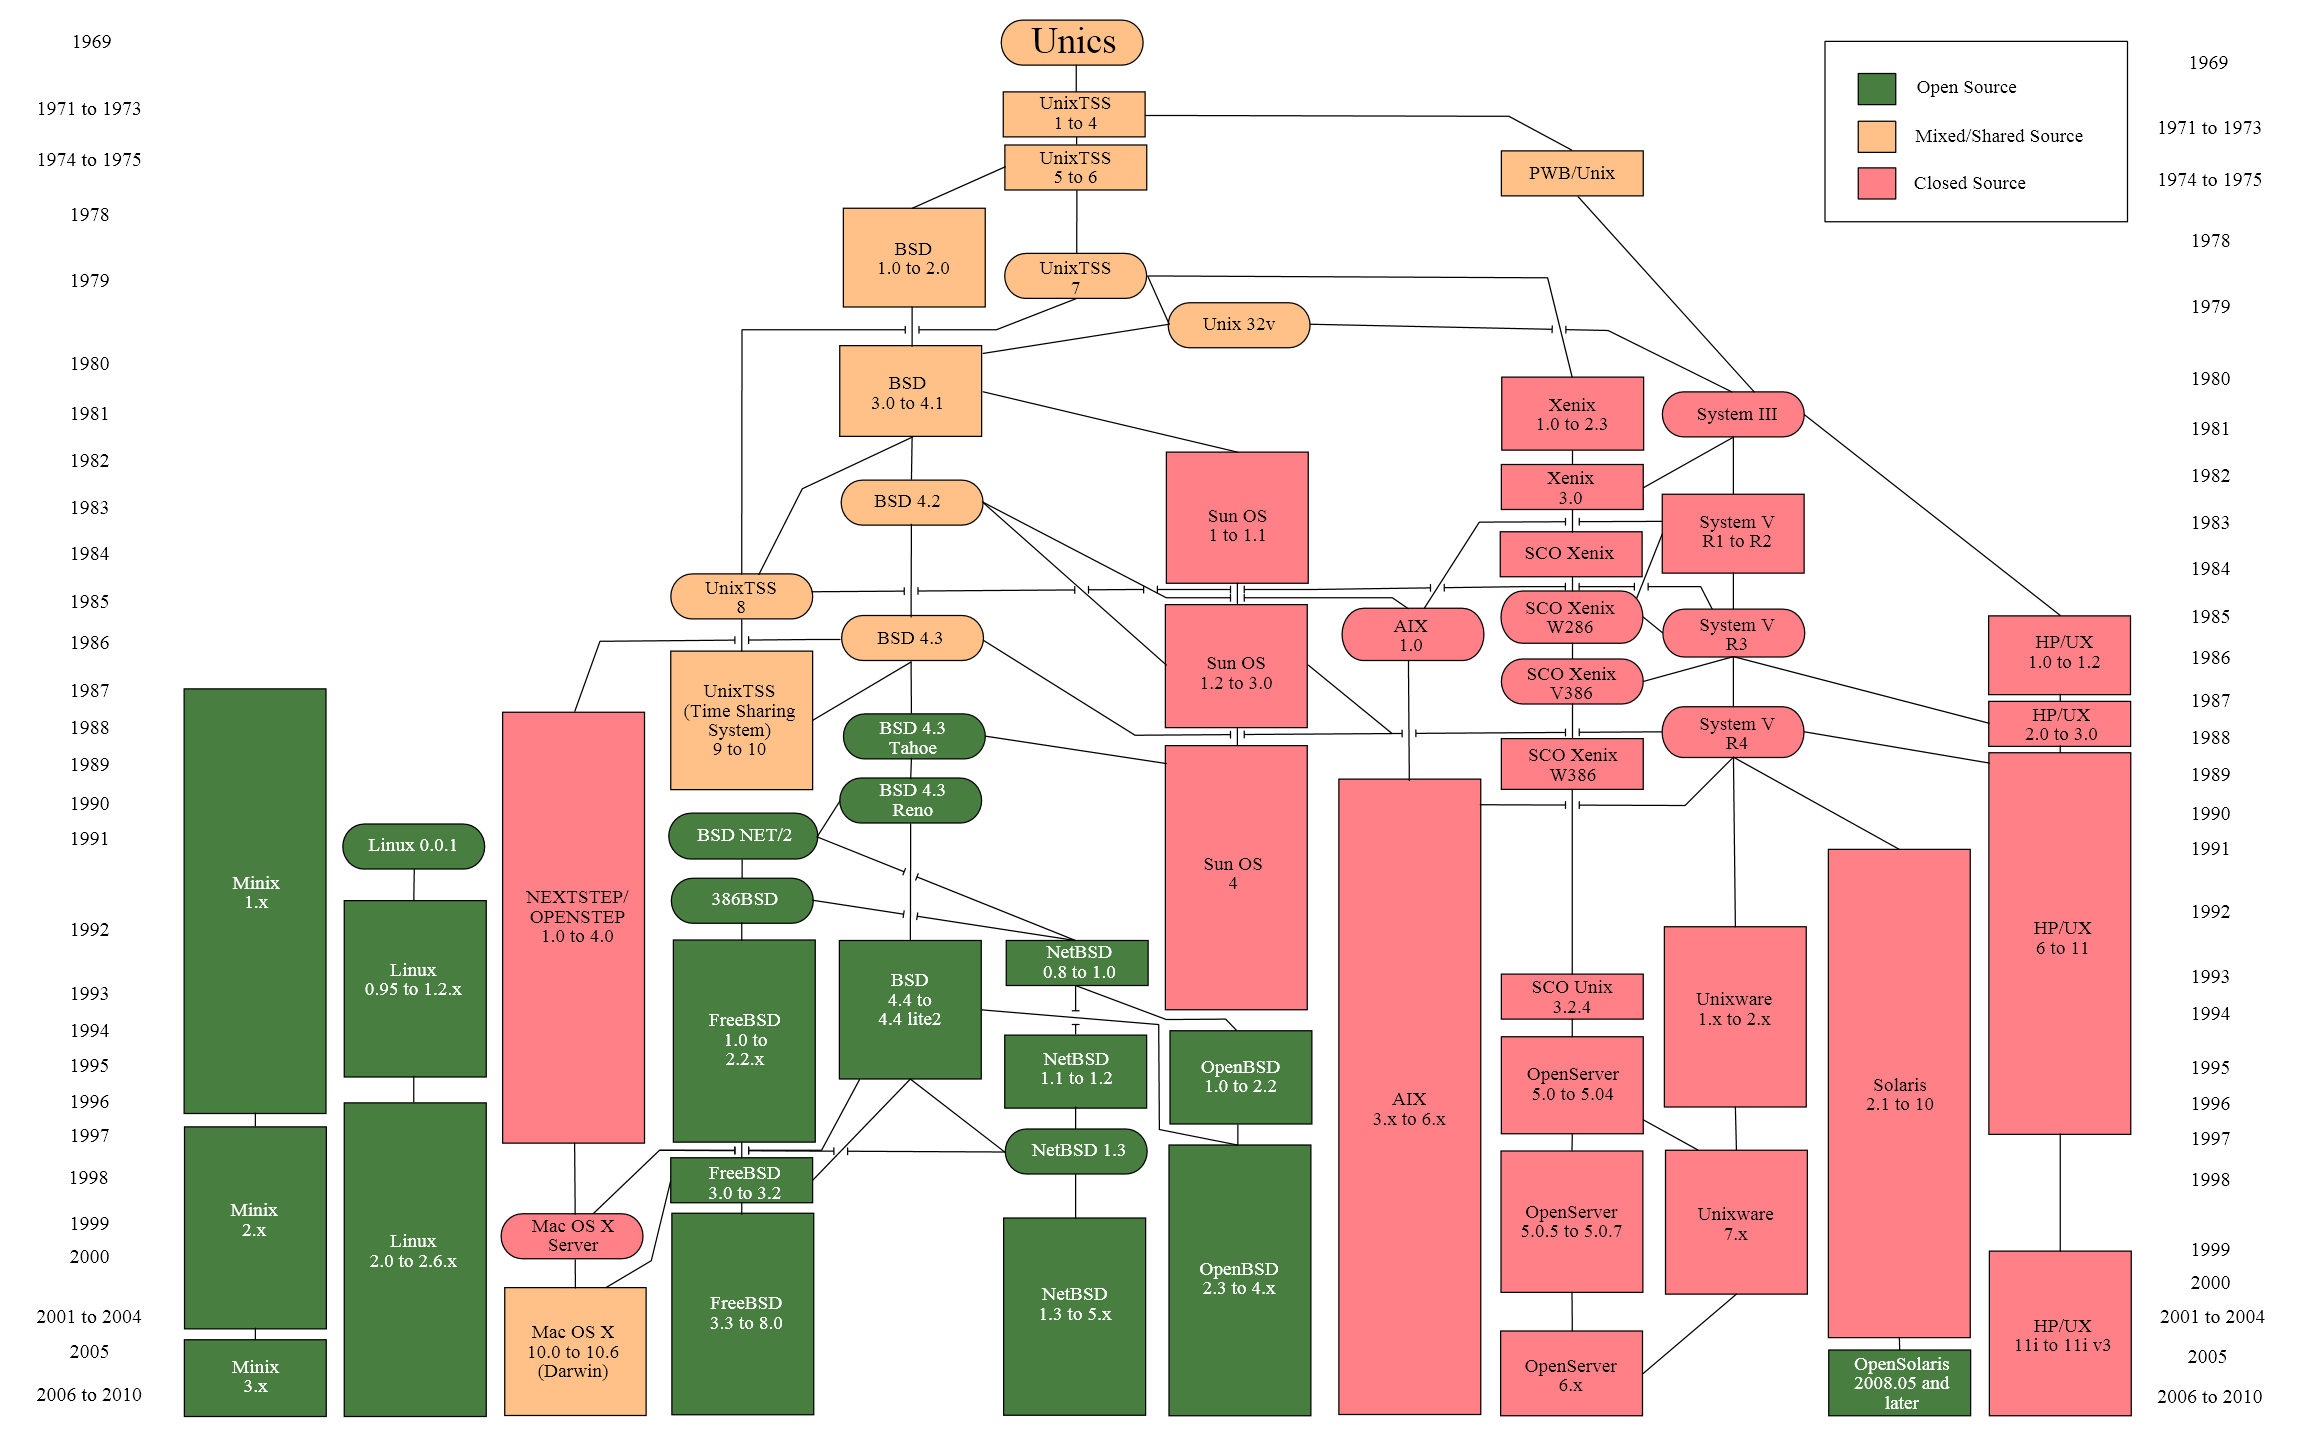 Unics
1969
1969
Open Source
Mixed/Shared Source
Closed Source
1971 to 1973
UnixTSS
1 to 4
1971 to 1973
1974 to 1975
UnixTSS
5 to 6
PWB/Unix
1974 to 1975
1978
BSD
1.0 to 2.0
1978
1979
UnixTSS
7
Unix 32v
1979
1980
BSD
3.0 to 4.1
1980
1981
Xenix
1.0 to 2.3
System III
1981
1982
Xenix
3.0
1982
1983
BSD 4.2
Sun OS
1 to 1.1
System V
R1 to R2
1983
1984
SCO Xenix
1984
1985
UnixTSS
8
AIX
1.0
SCO Xenix
W286
System V
R3
1985
1986
BSD 4.3
Sun OS
1.2 to 3.0
HP/UX
1.0 to 1.2
1986
1987
UnixTSS
(Time Sharing
System)
9 to 10
SCO Xenix
V386
1987
1988
BSD 4.3
Tahoe
System V
R4
HP/UX
2.0 to 3.0
1988
1989
SCO Xenix
W386
1989
1990
BSD 4.3
Reno
1990
1991
Linux 0.0.1
BSD NET/2
1991
Minix
1.x
NEXTSTEP/
OPENSTEP
1.0 to 4.0
386BSD
Sun OS
4
1992
HP/UX
6 to 11
1992
Linux
0.95 to 1.2.x
BSD
4.4 to
4.4 lite2
NetBSD
0.8 to 1.0
1993
SCO Unix
3.2.4
Unixware
1.x to 2.x
1993
1994
FreeBSD
1.0 to
2.2.x
1994
1995
NetBSD
1.1 to 1.2
OpenBSD
1.0 to 2.2
OpenServer
5.0 to 5.04
Solaris
2.1 to 10
1995
1996
AIX
3.x to 6.x
1996
1997
NetBSD 1.3
1997
1998
FreeBSD
3.0 to 3.2
1998
1999
Minix
2.x
Linux
2.0 to 2.6.x
Mac OS X
Server
OpenServer
5.0.5 to 5.0.7
Unixware
7.x
1999
2000
OpenBSD
2.3 to 4.x
2000
2001 to 2004
Mac OS X
10.0 to 10.6
(Darwin)
FreeBSD
3.3 to 8.0
NetBSD
1.3 to 5.x
HP/UX
11i to 11i v3
2001 to 2004
2005
Minix
3.x
OpenServer
6.x
OpenSolaris
2008.05 and
later
2005
2006 to 2010
2006 to 2010